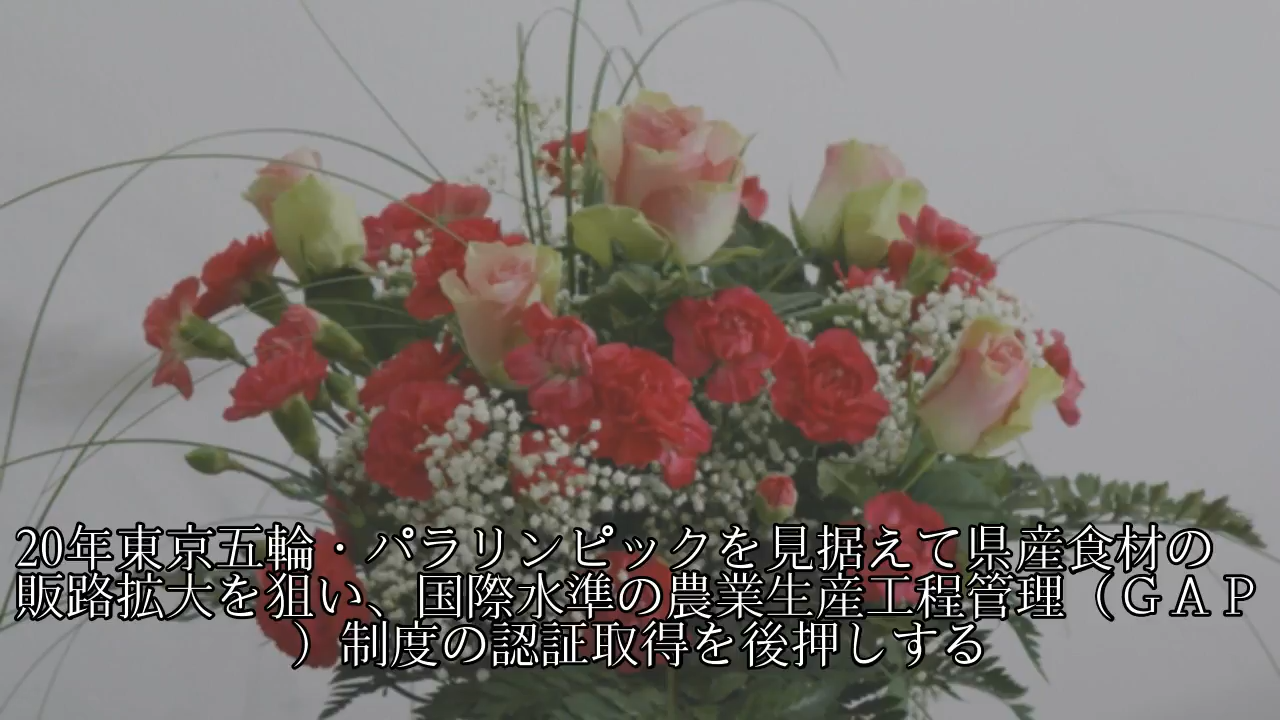 20年東京五輪・パラリンピックを見据えて県産食材の
販路拡大を狙い、国際水準の農業生産工程管理（ＧＡＰ
）制度の認証取得を後押しする